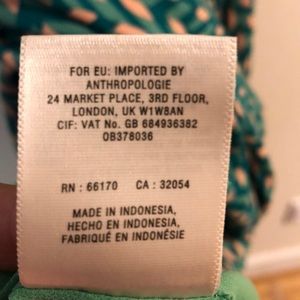 FOR EU: IMPORTED BY
ANTHROPOLOGIE
24 MARKET PLACE, 3RD FLOOR,
LONDON, UK W1W8AN
CIF: VAT No. GB 684936382
OB378036
RN : 66170 CA : 32054
MADE IN INDONESIA,
HECHO EN INDONESIA,
FABRIQUÉ EN INDONÉSIE